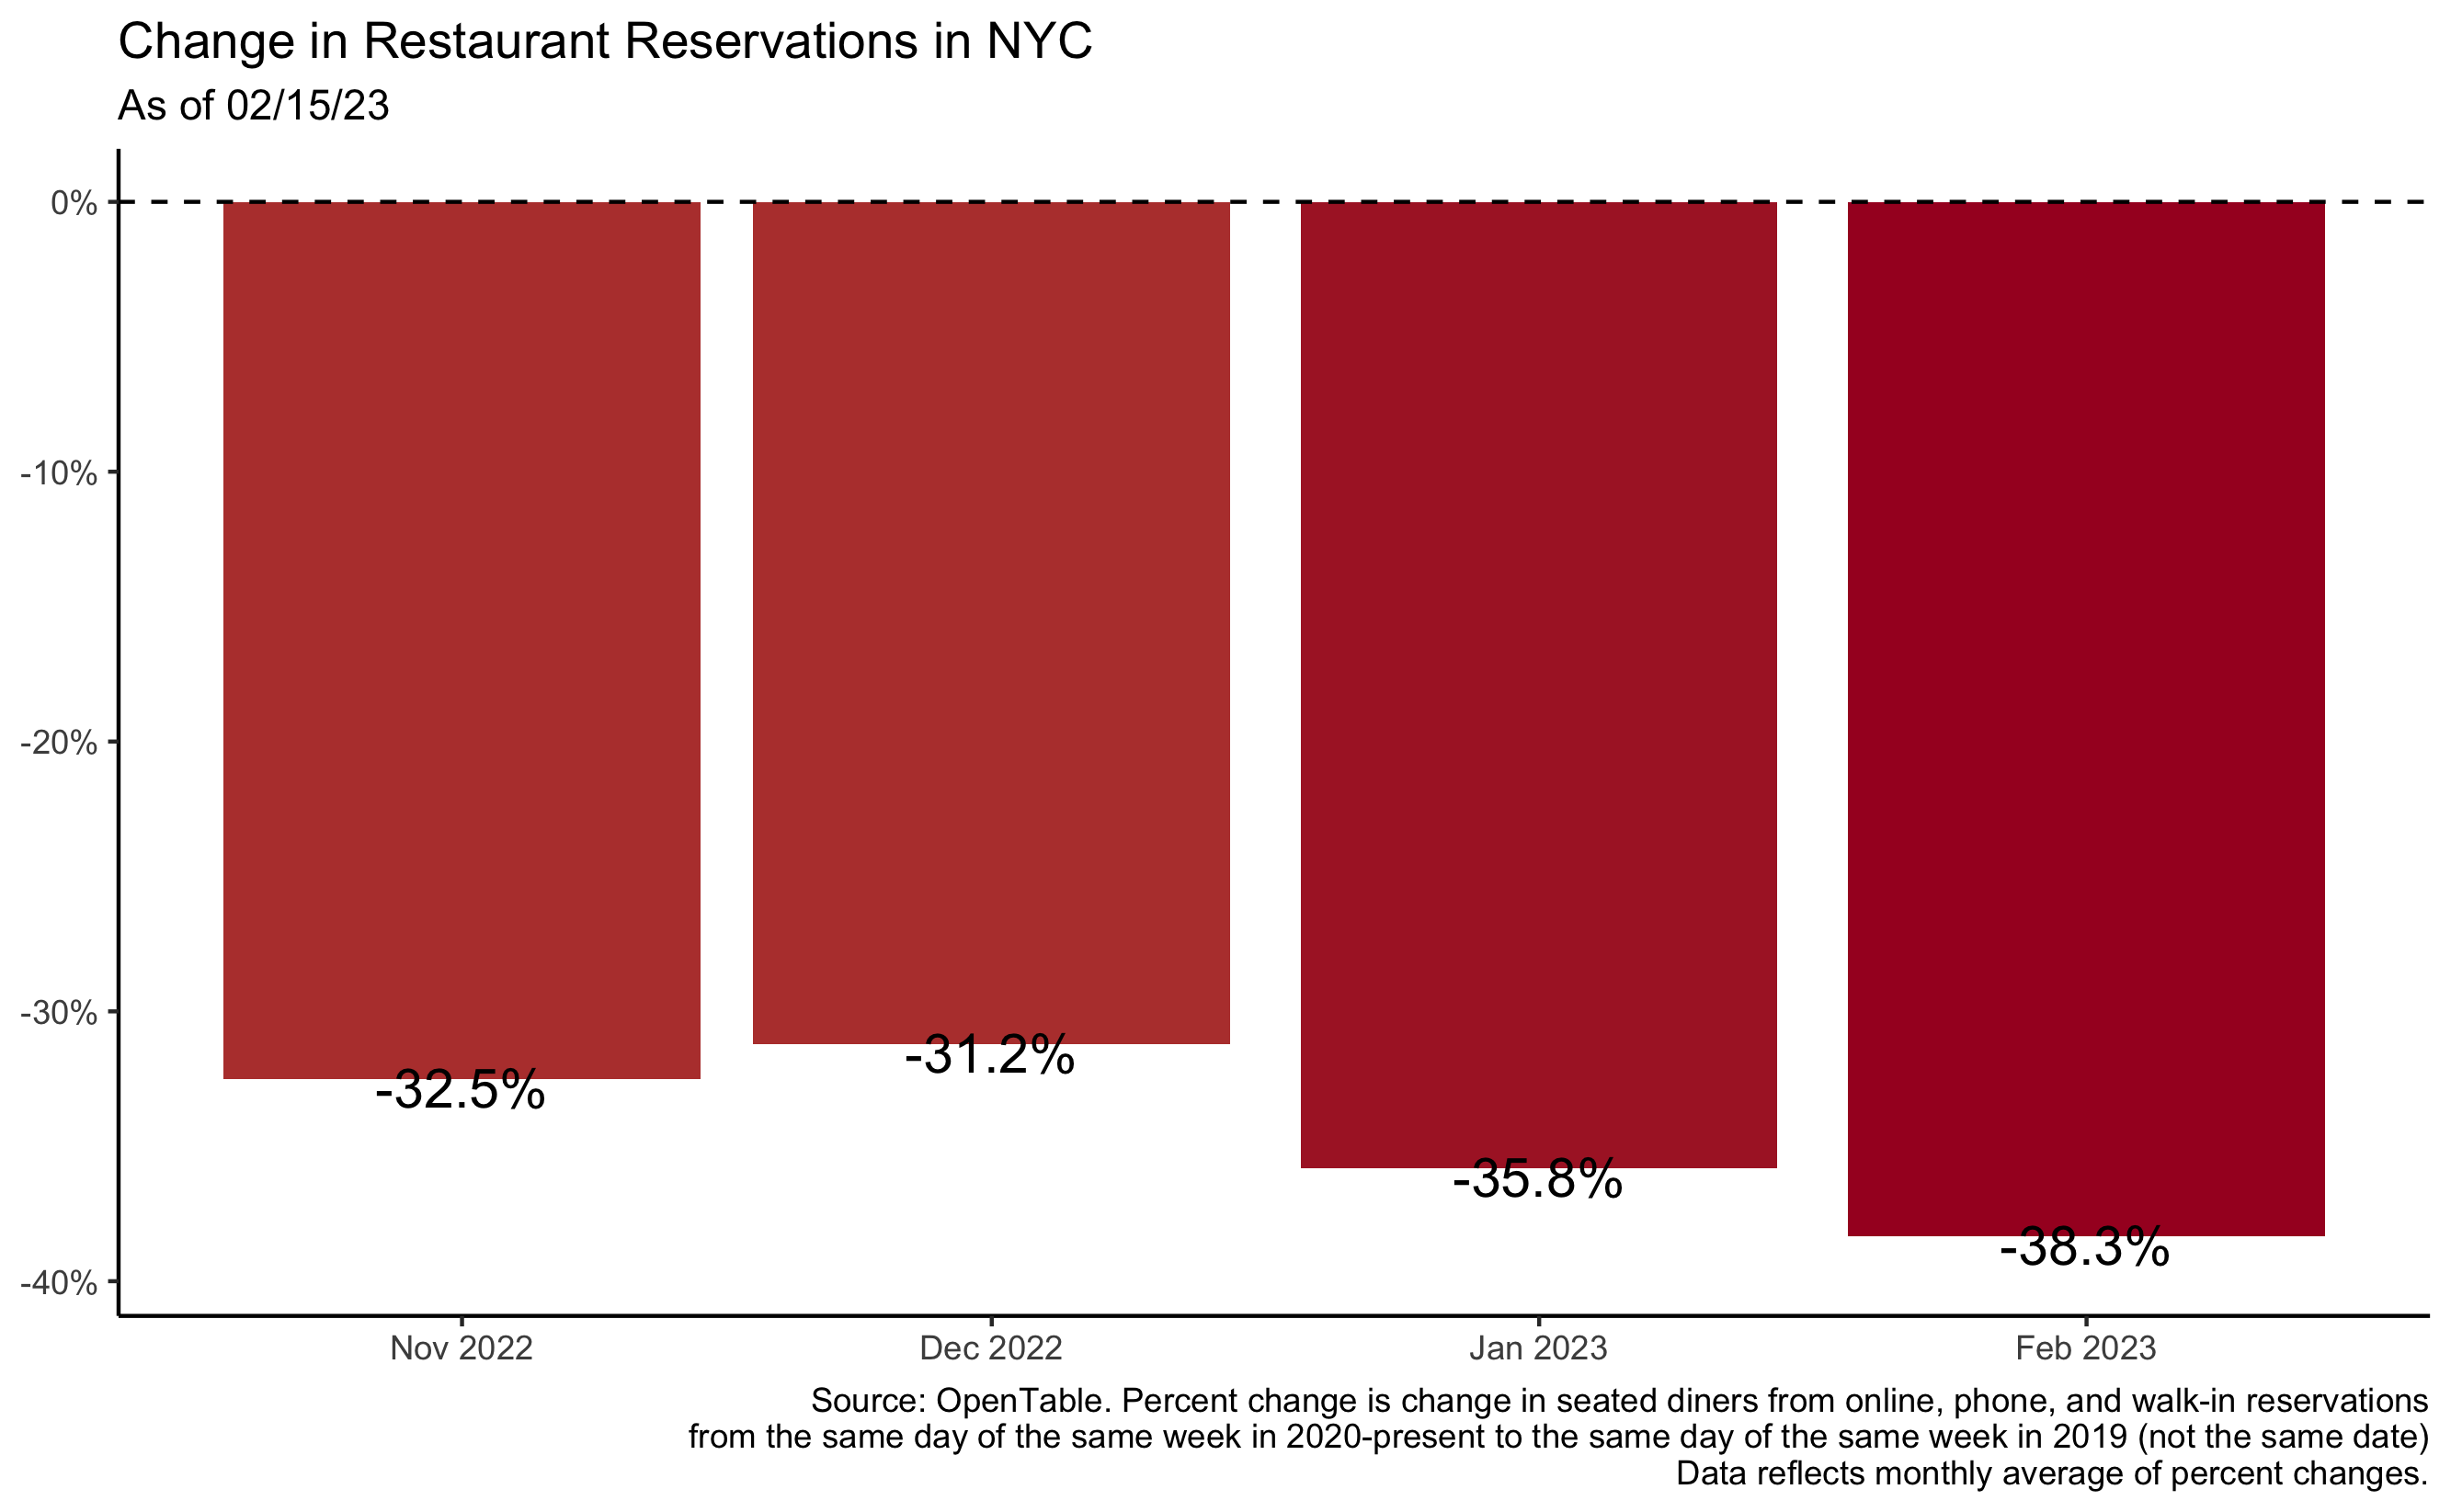 Change in Restaurant Reservations in NYC
As of 02/15/23
0%
-10%
-20%
-30%
-40%
-32.5%
-31.2%
-35.8%
-38.3%
Nov 2022
Dec 2022
Jan 2023
Feb 2023
Source: OpenTable. Percent change is change in seated diners from online, phone, and walk-in reservations
from the same day of the same week in 2020-present to the same day of the same week in 2019 (not the same date)
Data reflects monthly average of percent changes.